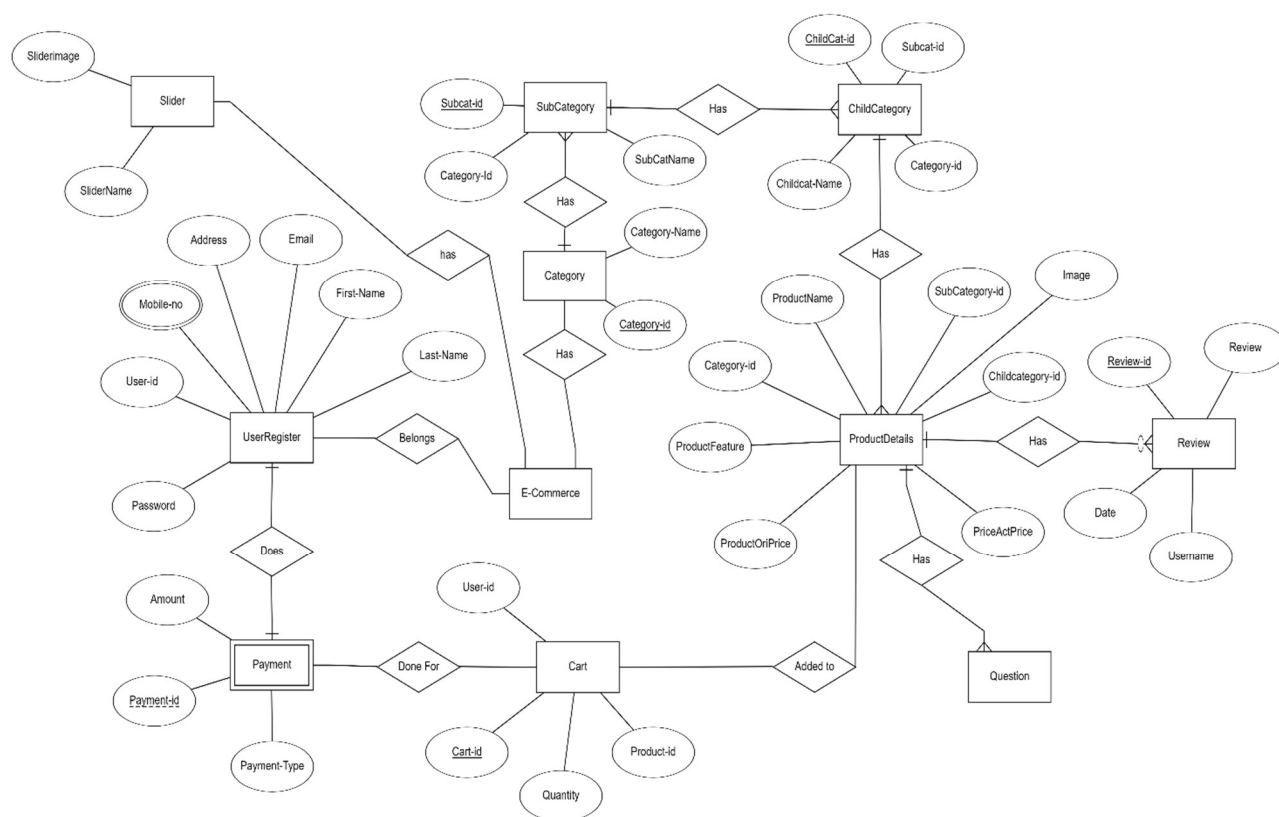 ChildCat-id
Subcat-id
Sliderimage
Slider
Subcat-id
SubCategory
Has
ChildCategory
Category-Id
SubCatName
SliderName
Childcat-Name
Category-id
Has
Address
Email
Category-Name
has
Has
Category
Image
First-Name
ProductName
SubCategory-id
Mobile-no
Category-id
Review-id
Review
Last-Name
Has
Category-id
Childcategory-id
User-id
UserRegister
Belongs
ProductFeature
ProductDetails
Has
Review
Password
E-Commerce
Date
ProductOriPrice
PriceActPrice
Does
Username
Has
User-id
Amount
Payment
Done For
Cart
Added to
Question
Payment-id
Cart-id
Product-id
Payment-Type
Quantity